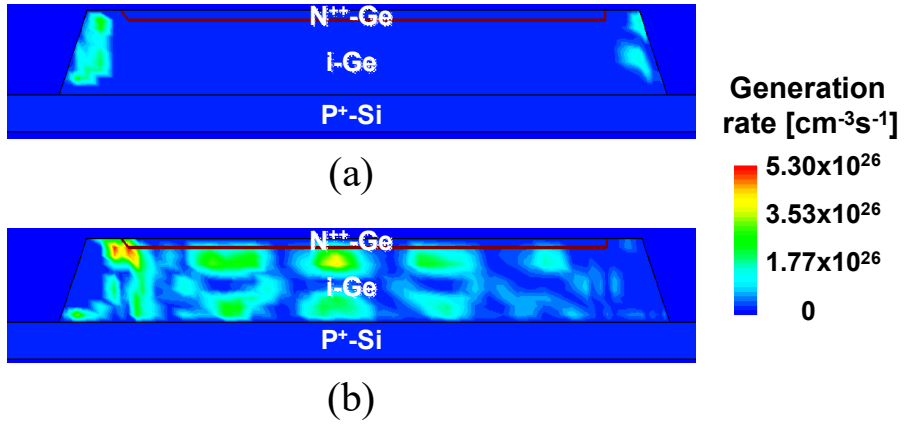 N++-Ge
i-Ge
P+-Si
(a)
N++-Ge
i-Ge
P+-Si
(b)
Generation
rate [cm-3s-1]
5.30x10²⁶
3.53x10²⁶
1.77x10²⁶
0